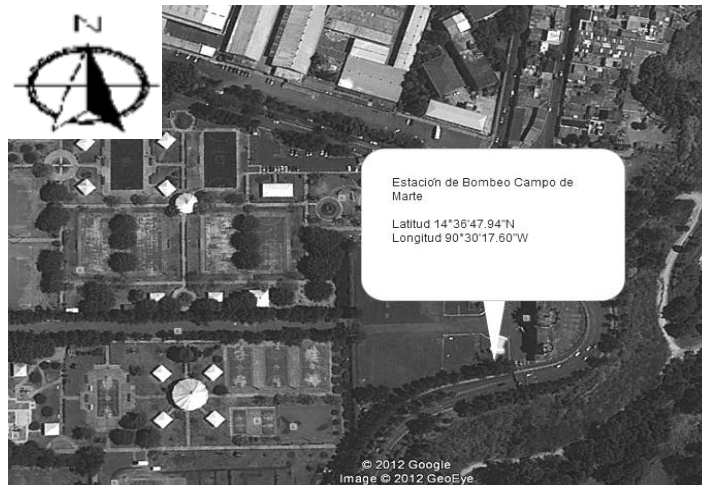 N
Estación de Bombeo Campo de
Marte
Latitud 14°36'47.94"N
Longitud 90°30'17.60"W
© 2012 Google
Image © 2012 GeoEye